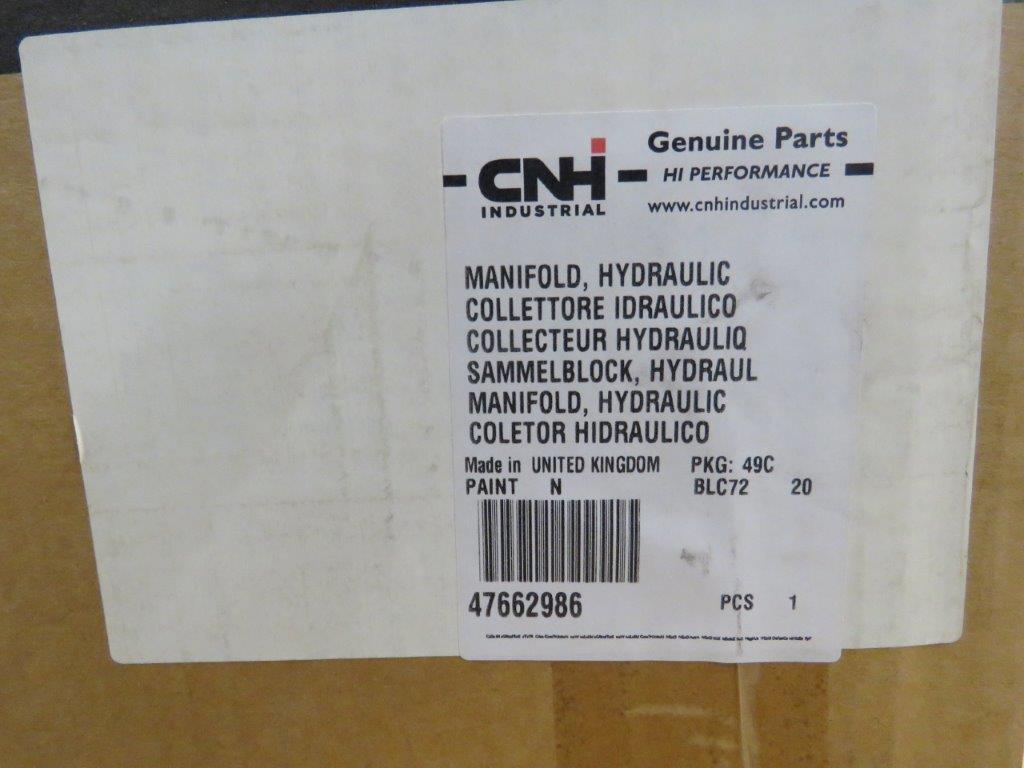 CNH
INDUSTRIAL
Genuine Parts
HI PERFORMANCE
www.cnhindustrial.com
MANIFOLD, HYDRAULIC
COLLETTORE IDRAULICO
COLLECTEUR HYDRAULIQ
SAMMELBLOCK, HYDRAUL
MANIFOLD, HYDRAULIC
COLETOR HIDRAULICO
Made in UNITED KINGDOM PKG: 49C
PAINT N BLC72 20
47662986 PCS 1